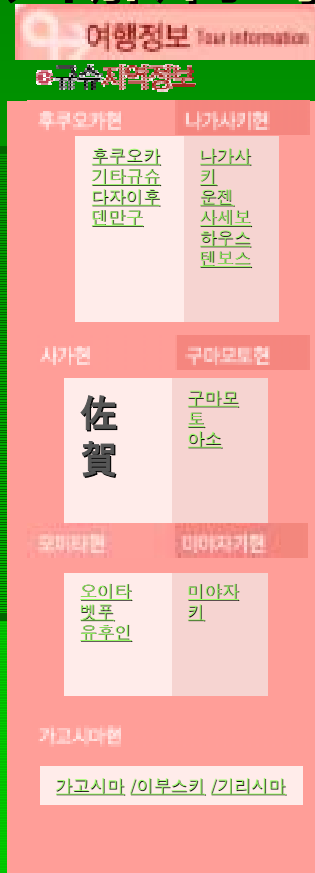 여행정보 Tour information
규슈지역정보
후쿠오카현
나가사키현
후쿠오카
기타규슈
다자이후
텐만구
나가사
키
운젠
사세보
하우스
텐보스
사가현
구마모토현
佐
賀
구마모
토
아소
오이타현
미야자키현
오이타
벳푸
유후인
미야자
키
가고시마현
가고시마 /이부스키 /기리시마